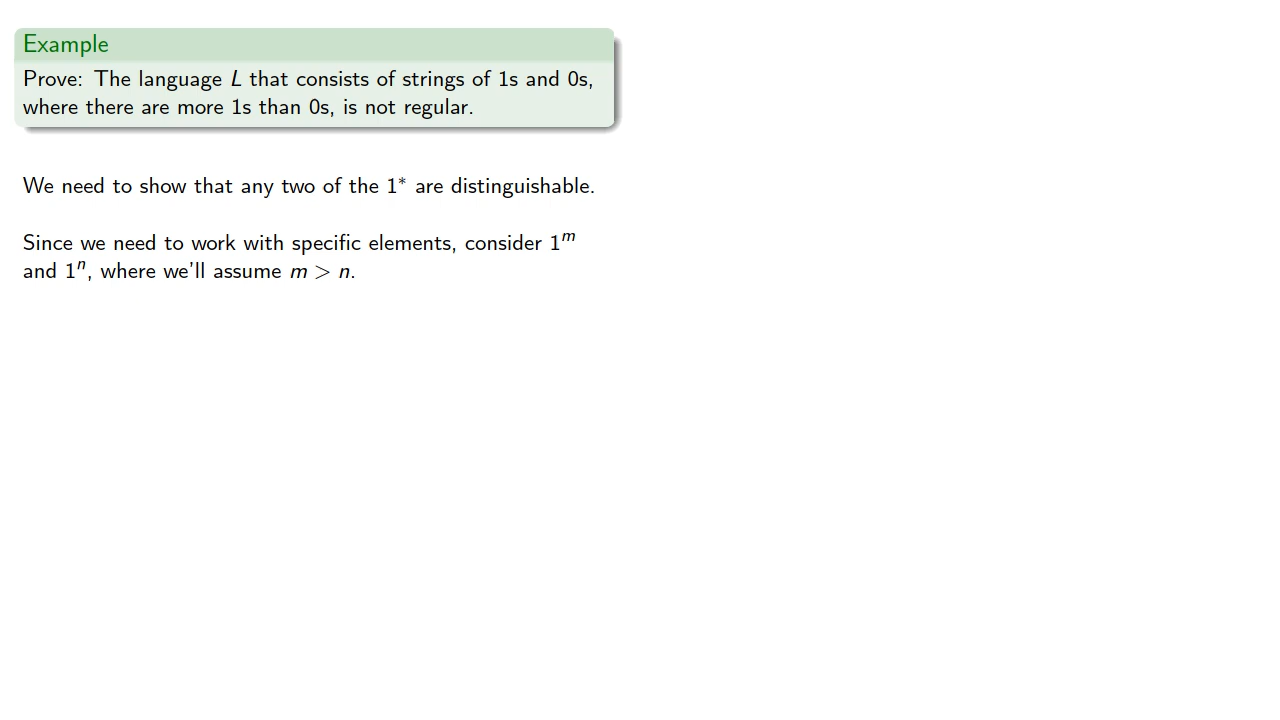 Example
Prove: The language L that consists of strings of 1s and 0s,
where there are more 1s than 0s, is not regular.
We need to show that any two of the 1* are distinguishable.
Since we need to work with specific elements, consider 1^m
and 1^n, where we'll assume m > n.